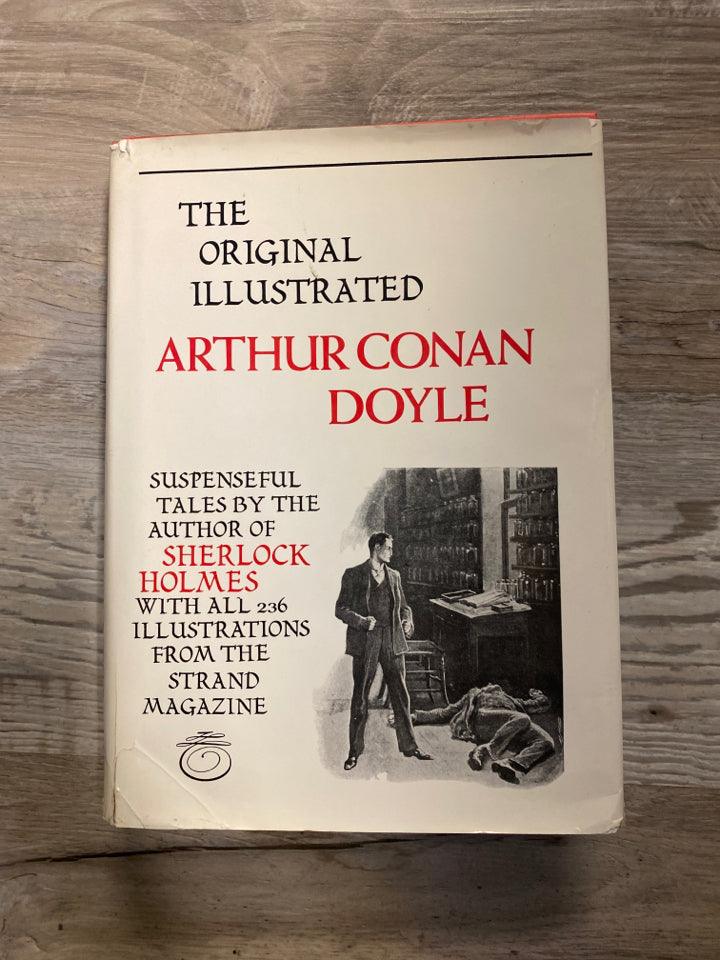 THE
ORIGINAL
ILLUSTRATED
ARTHUR CONAN
DOYLE
SUSPENSEFUL
TALES BY THE
AUTHOR OF
SHERLOCK
HOLMES
WITH ALL 236
ILLUSTRATIONS
FROM THE
STRAND
MAGAZINE